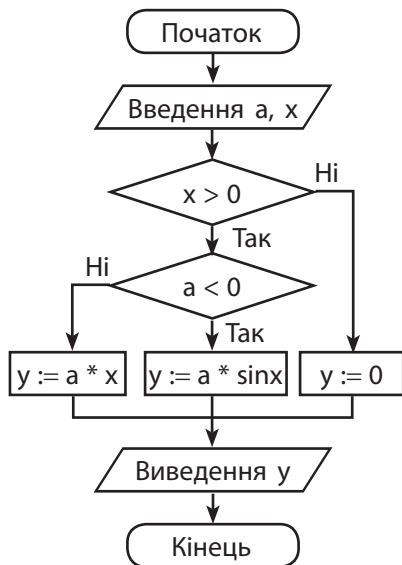 Початок
Введення a, x
x > 0
Ні
Так
Ні
a < 0
Так
y := a * x
y := a * sinx
y := 0
Виведення y
Кінець